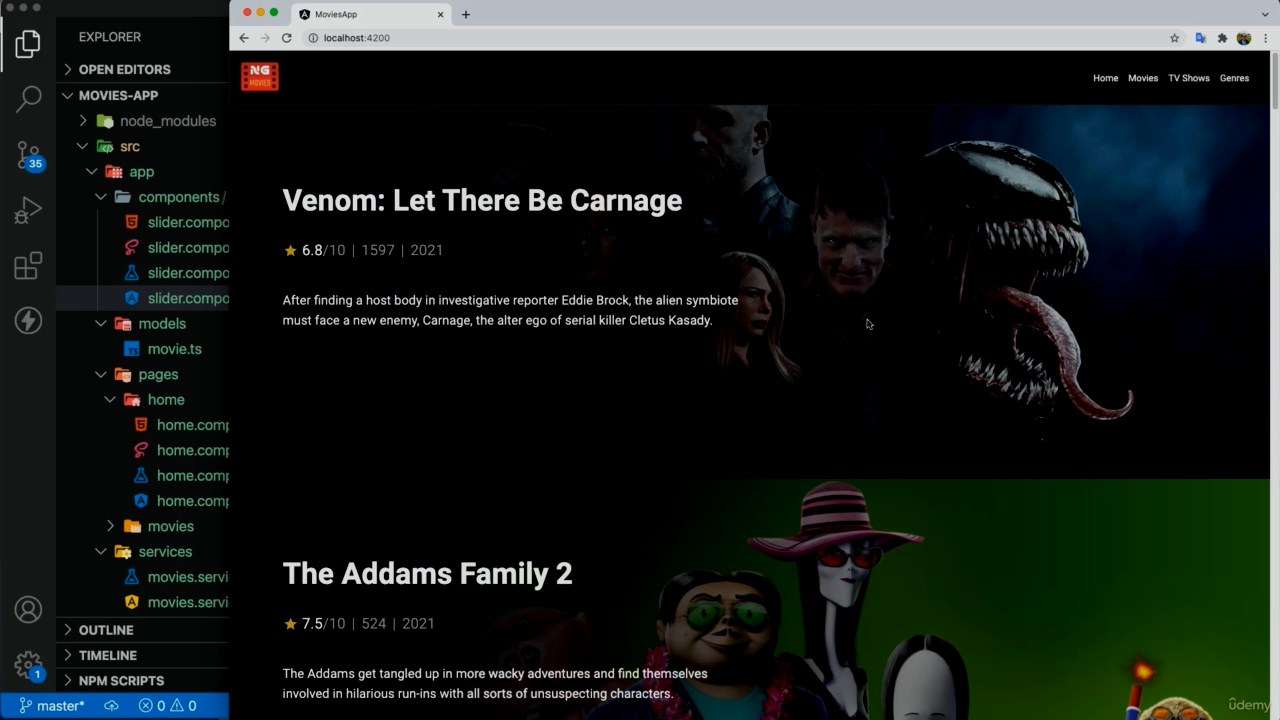 EXPLORER
OPEN EDITORS
MOVIES-APP
node_modules
src
app
components/
slider.compo
slider.compo
slider.compo
slider.compo
models
movie.ts
pages
home
home.comp
home.comp
home.comp
home.comp
movies
services
movies.servi
movies.servi
OUTLINE
TIMELINE
NPM SCRIPTS
35
1
master*
0
0
MoviesApp
localhost:4200
NG
MOVIES
Home Movies TV Shows Genres
Venom: Let There Be Carnage
6.8/10 | 1597 | 2021
After finding a host body in investigative reporter Eddie Brock, the alien symbiote
must face a new enemy, Carnage, the alter ego of serial killer Cletus Kasady.
The Addams Family 2
7.5/10 | 524 | 2021
The Addams get tangled up in more wacky adventures and find themselves
involved in hilarious run-ins with all sorts of unsuspecting characters.
ûdemy